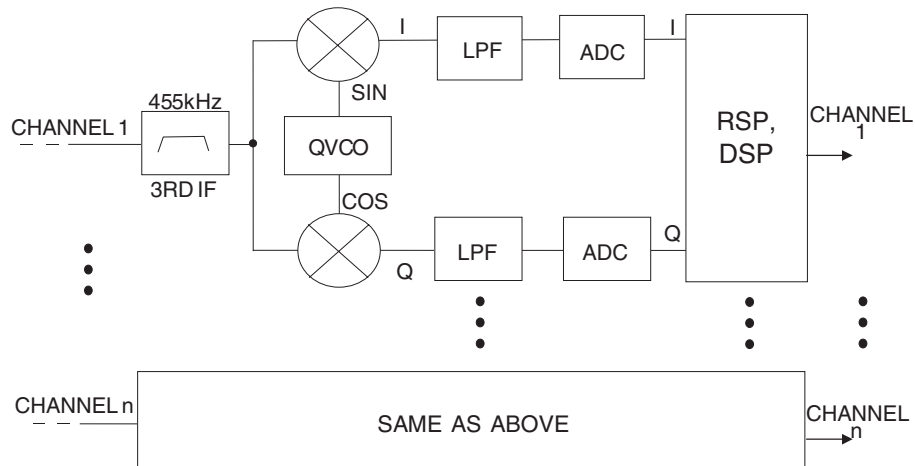 455kHz
CHANNEL 1
3RD IF
I
SIN
QVCO
COS
Q
LPF
ADC
I
LPF
ADC
Q
RSP,
DSP
CHANNEL
1
CHANNEL n
SAME AS ABOVE
CHANNEL
n